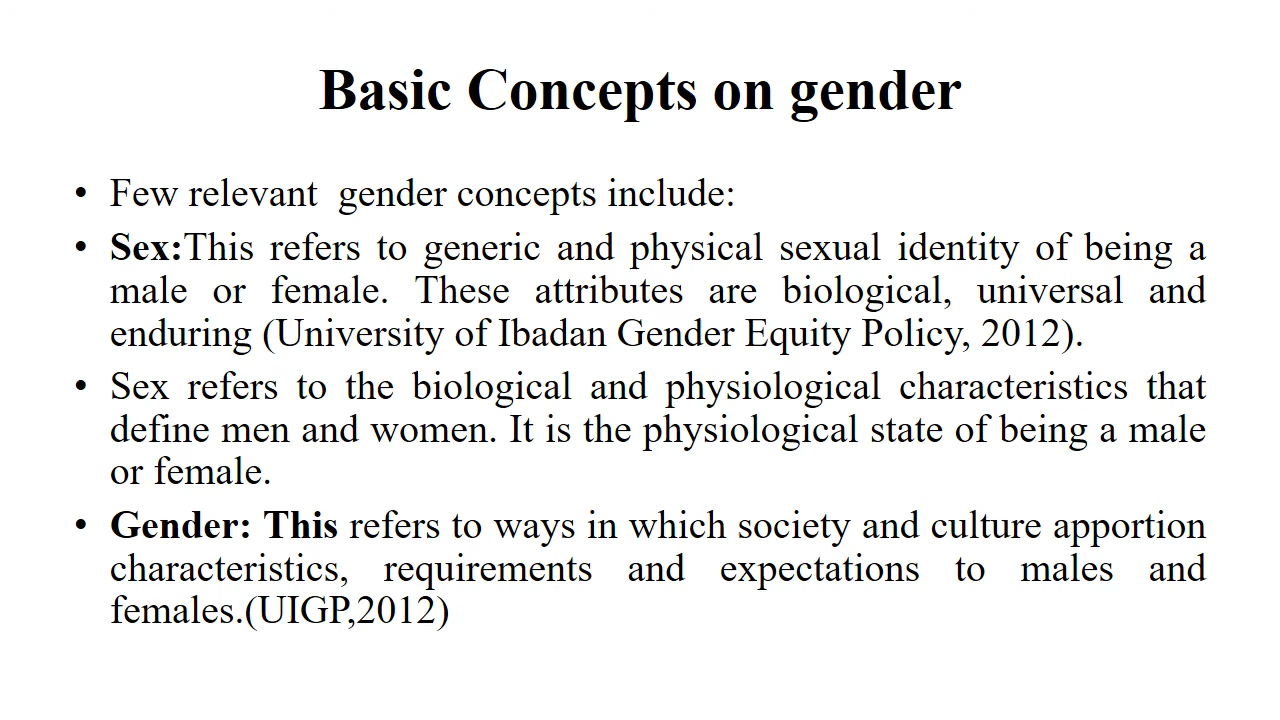 Basic Concepts on gender
• Few relevant  gender concepts include:
• Sex:This refers to generic and physical sexual identity of being a
male or female. These attributes are biological, universal and
enduring (University of Ibadan Gender Equity Policy, 2012).
• Sex refers to the biological and physiological characteristics that
define men and women. It is the physiological state of being a male
or female.
• Gender: This refers to ways in which society and culture apportion
characteristics, requirements and expectations to males and
females.(UIGP,2012)